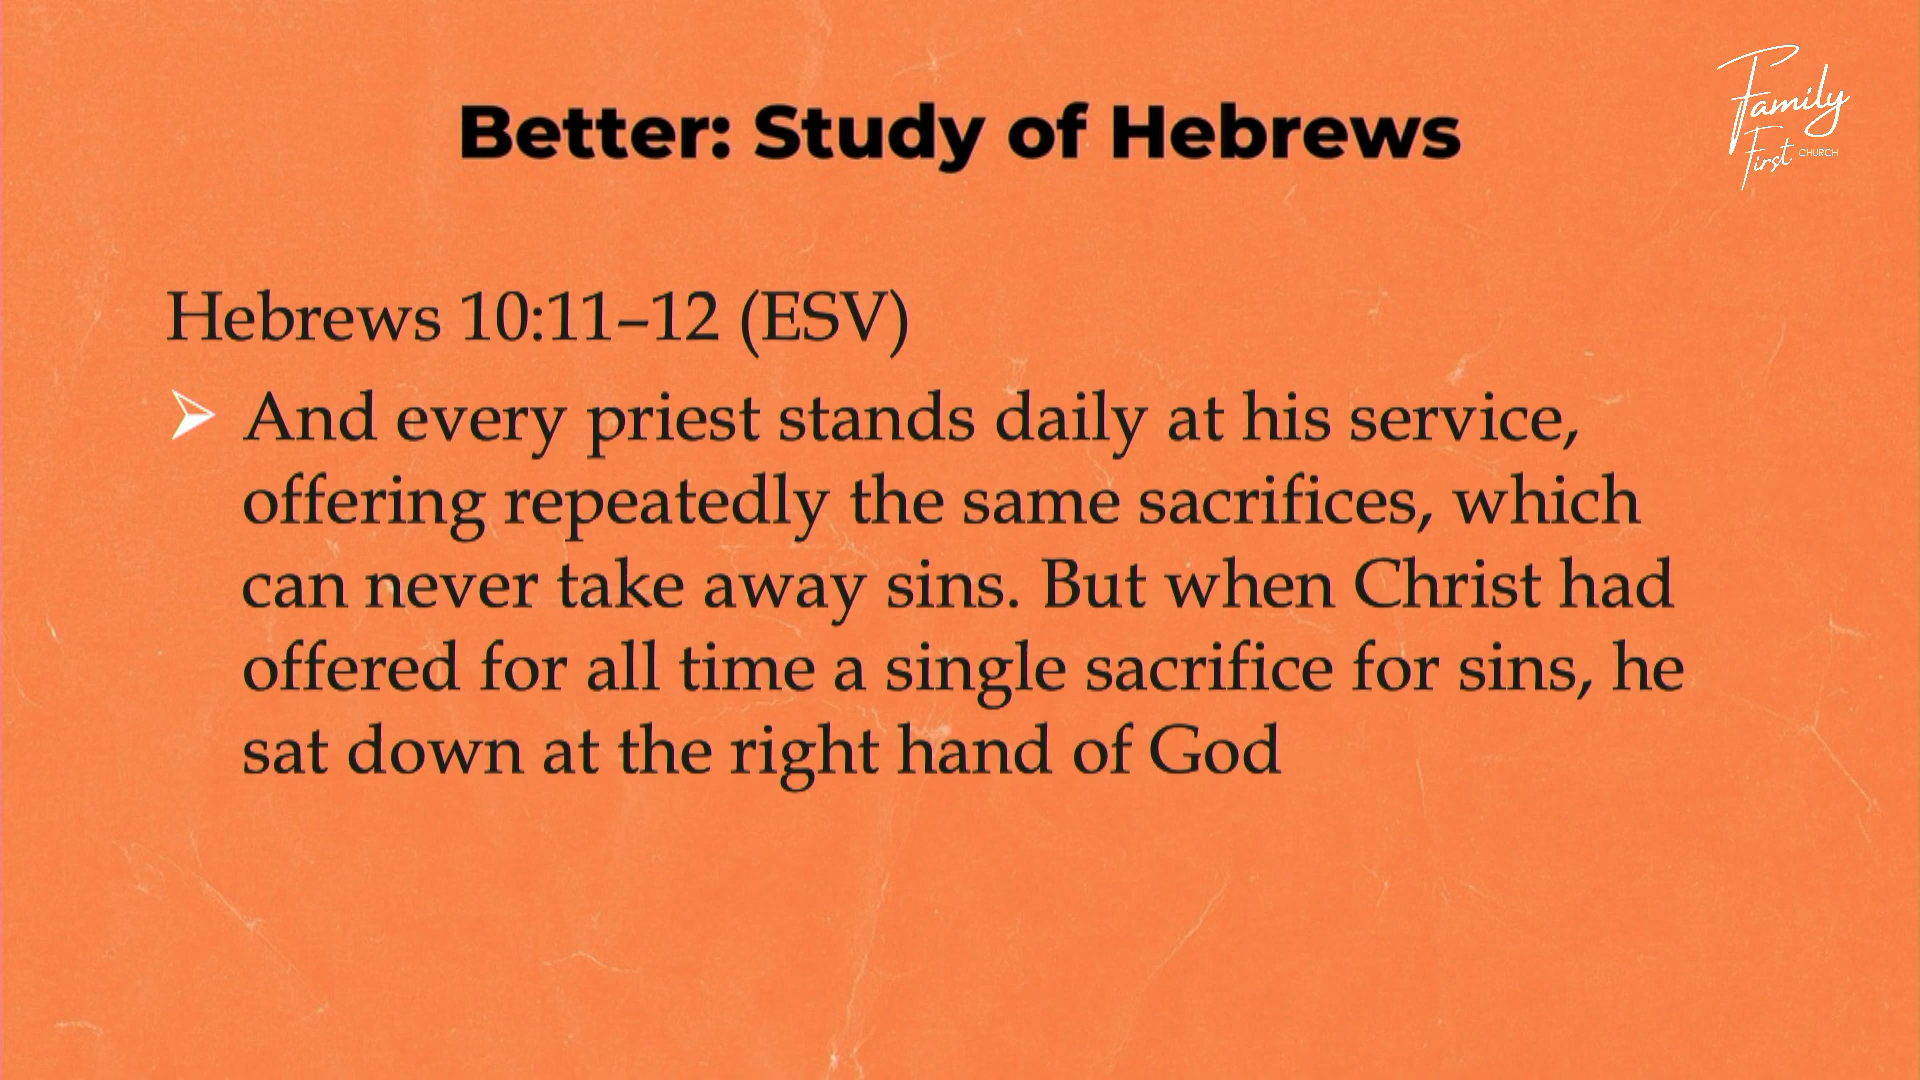 Better: Study of Hebrews
Family
First CHURCH
Hebrews 10:11–12 (ESV)
And every priest stands daily at his service,
offering repeatedly the same sacrifices, which
can never take away sins. But when Christ had
offered for all time a single sacrifice for sins, he
sat down at the right hand of God